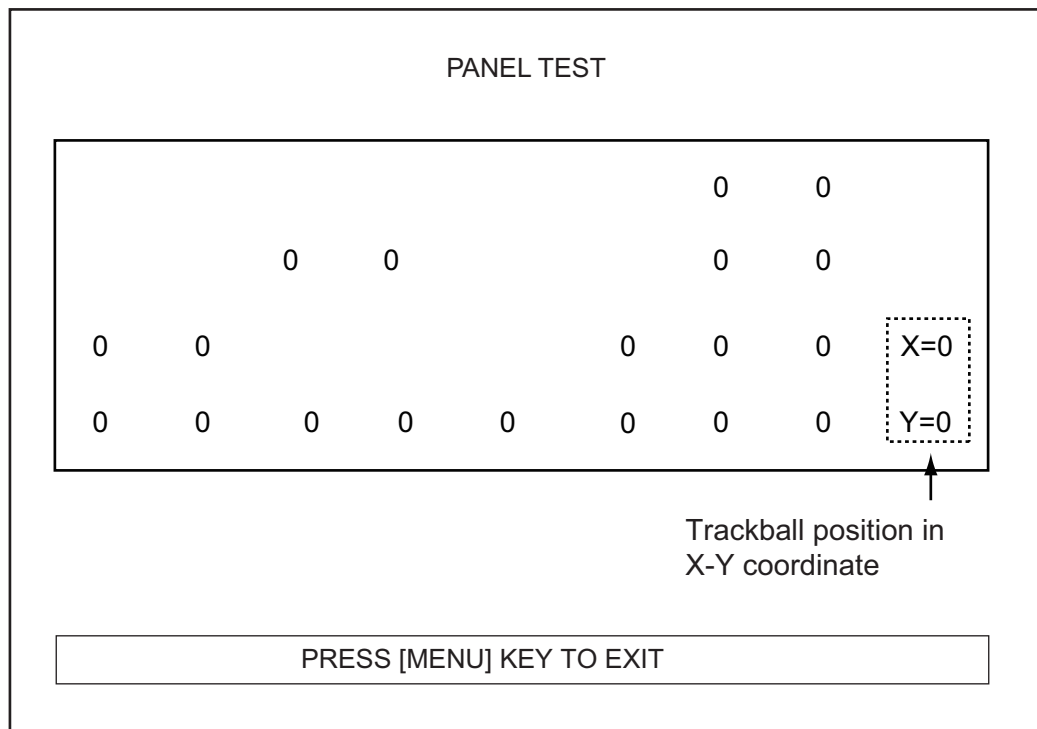 PANEL TEST
0 0
0 0 0 0
0 0 0 0 0 X=0
0 0 0 0 0 0 0 0 Y=0
Trackball position in
X-Y coordinate
PRESS [MENU] KEY TO EXIT